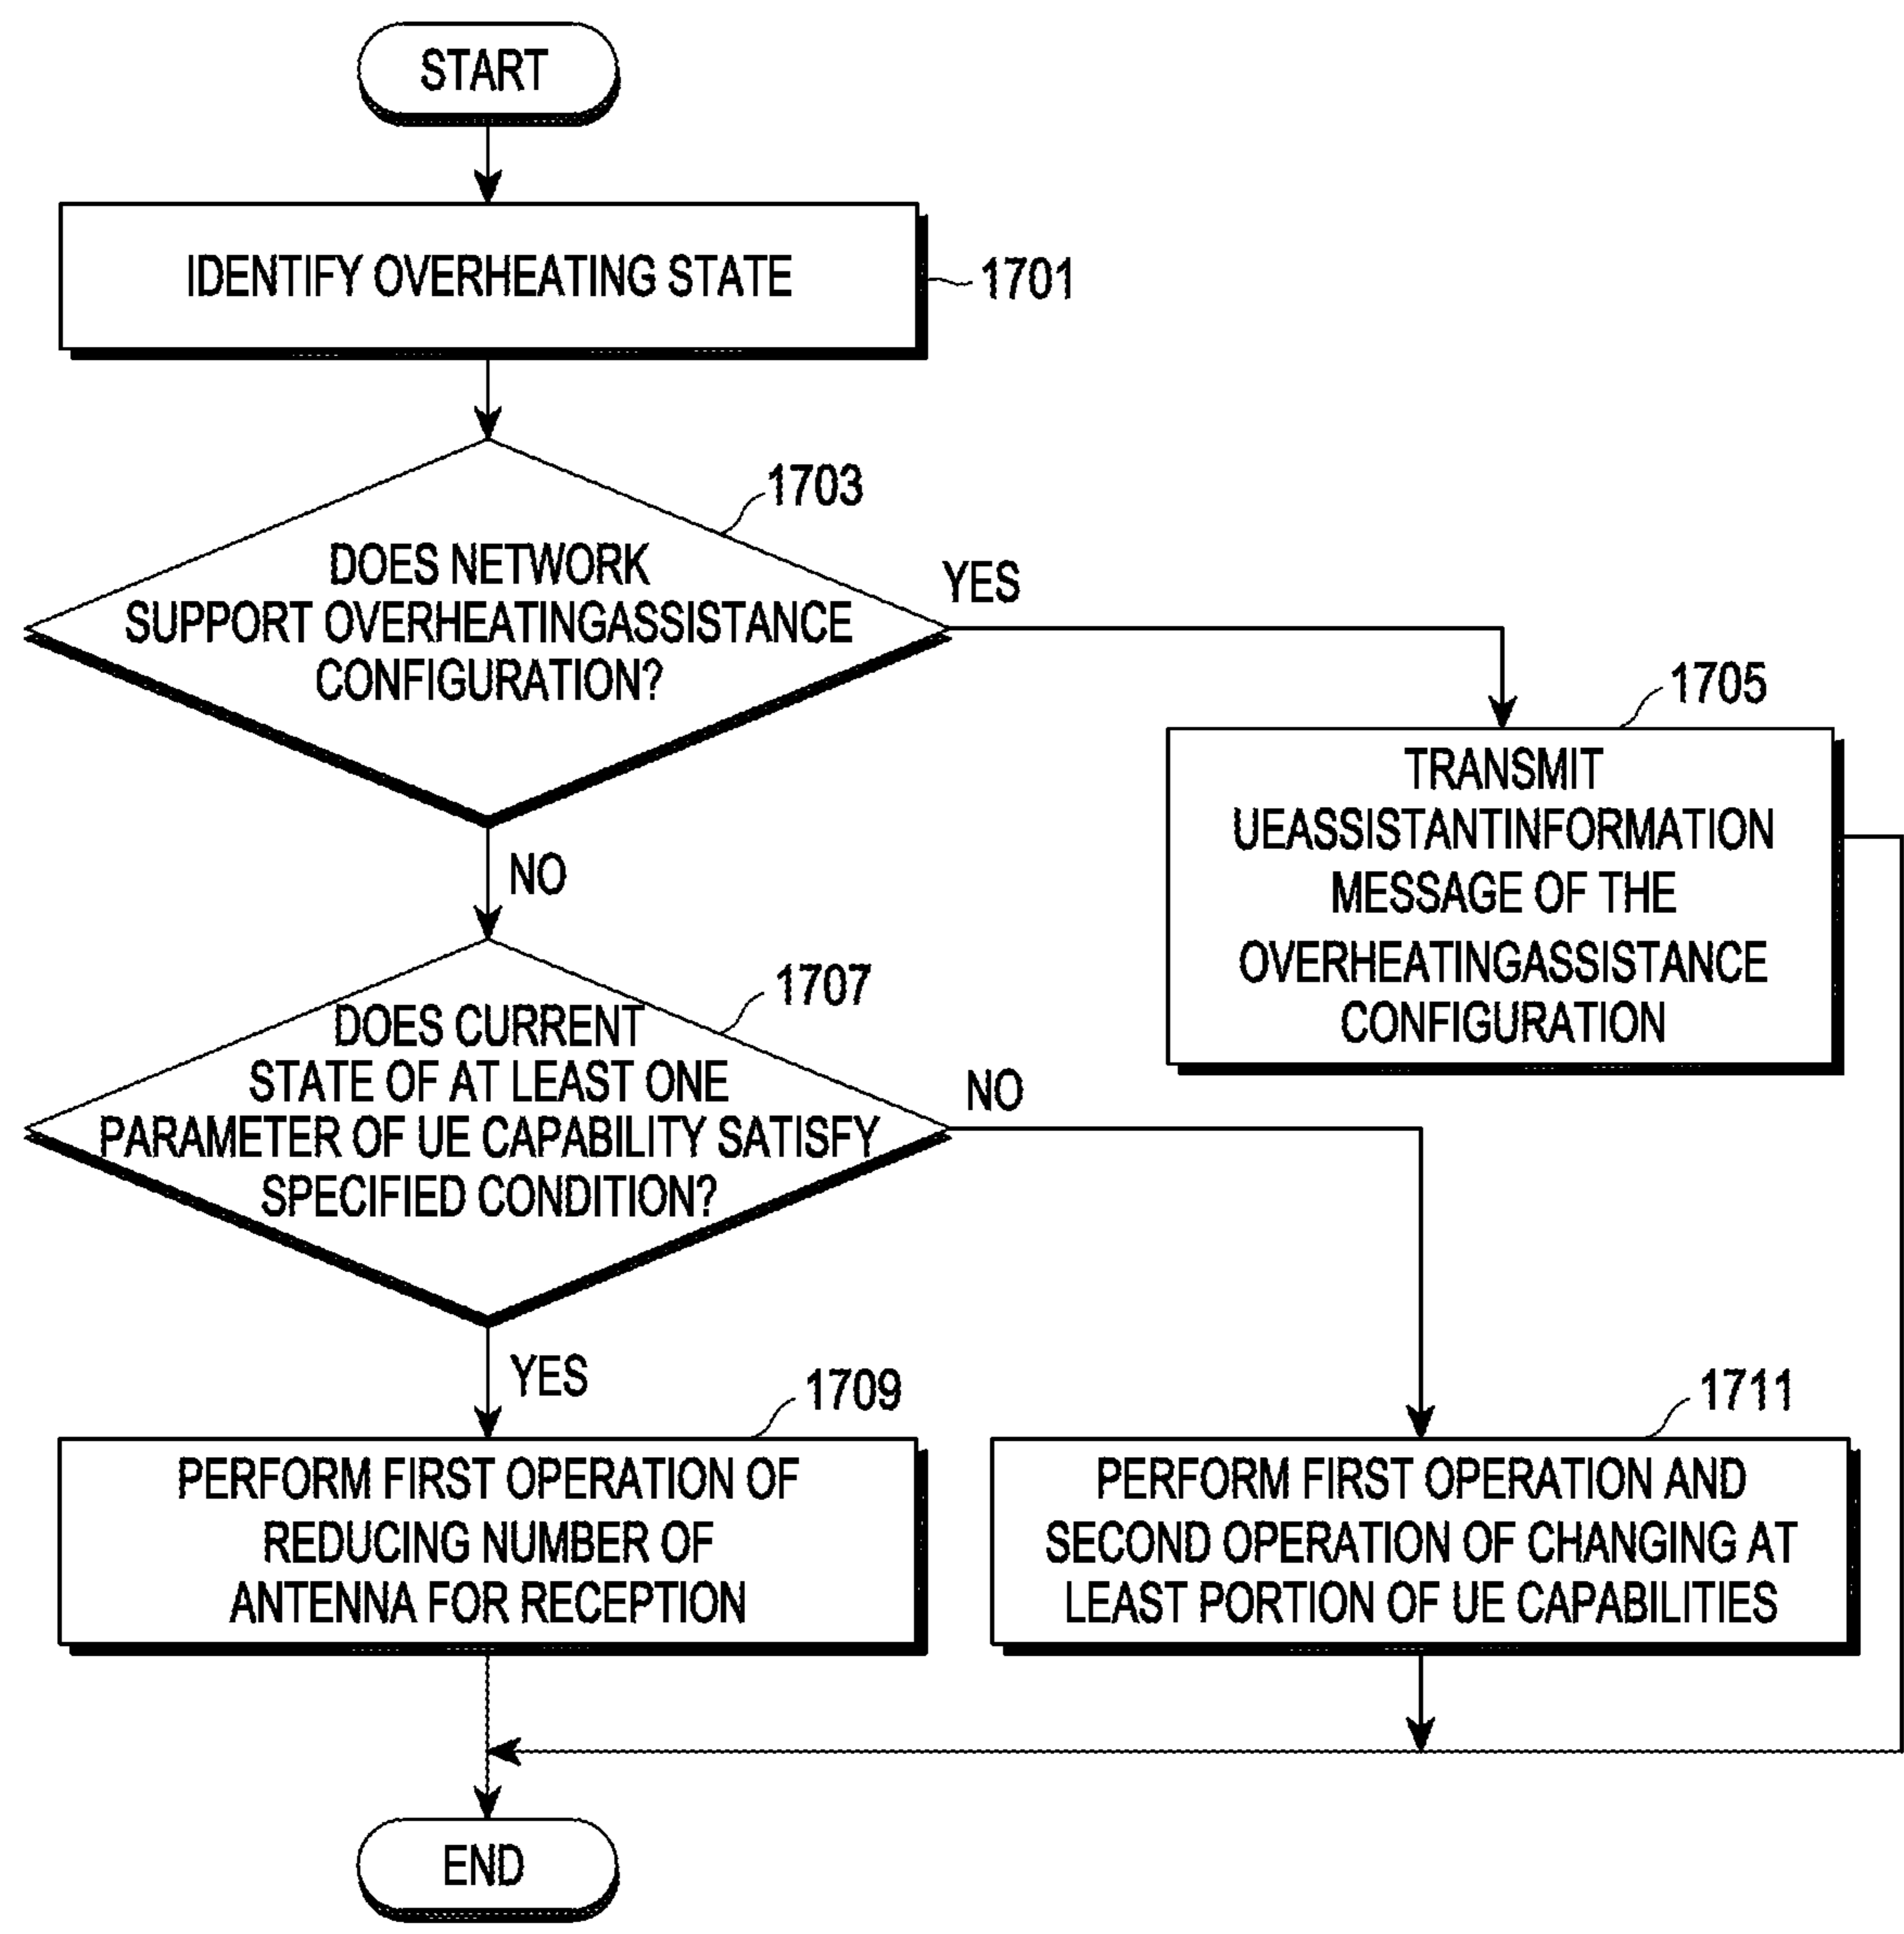 START
IDENTIFY OVERHEATING STATE
1701
1703
DOES NETWORK
SUPPORT OVERHEATINGASSISTANCE
CONFIGURATION?
YES
1705
TRANSMIT
UEASSISTANTINFORMATION
MESSAGE OF THE
OVERHEATINGASSISTANCE
CONFIGURATION
NO
1707
DOES CURRENT
STATE OF AT LEAST ONE
PARAMETER OF UE CAPABILITY SATISFY
SPECIFIED CONDITION?
NO
YES
1709
PERFORM FIRST OPERATION OF
REDUCING NUMBER OF
ANTENNA FOR RECEPTION
1711
PERFORM FIRST OPERATION AND
SECOND OPERATION OF CHANGING AT
LEAST PORTION OF UE CAPABILITIES
END